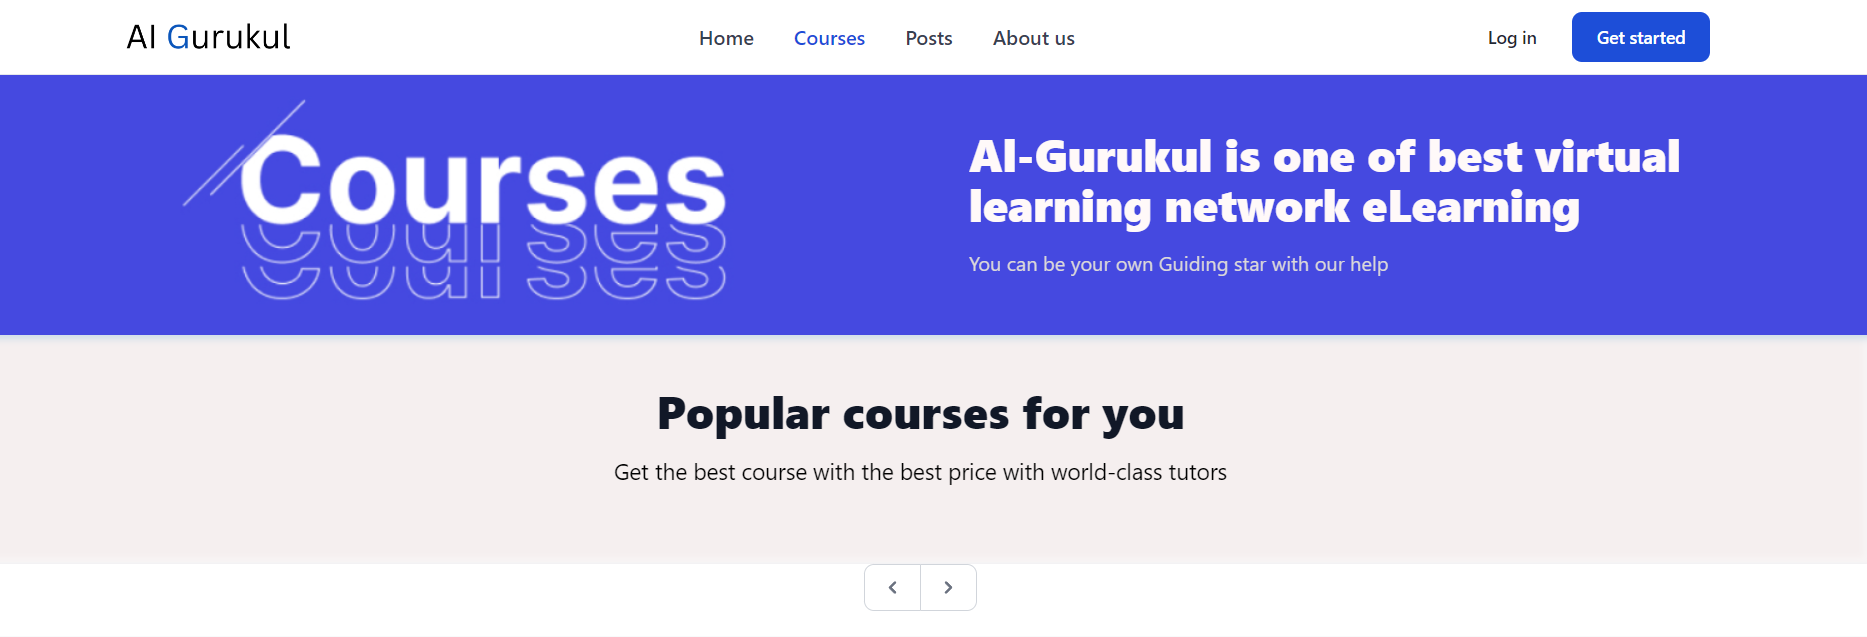 AI Gurukul
Home Courses Posts About us
Log in
Get started
Courses
AI-Gurukul is one of best virtual
learning network eLearning
You can be your own Guiding star with our help
Popular courses for you
Get the best course with the best price with world-class tutors